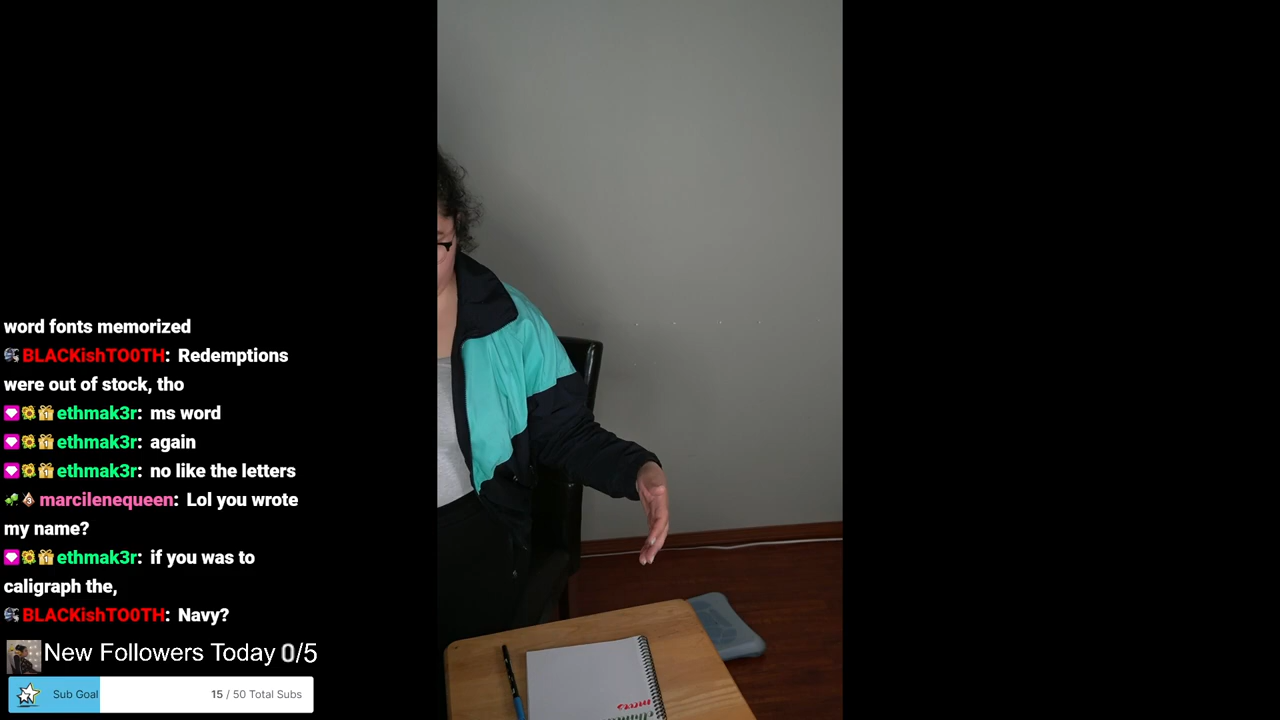 word fonts memorized
BLACKishTO0TH: Redemptions
were out of stock, tho
ethmak3r: ms word
ethmak3r: again
ethmak3r: no like the letters
marcilenequeen: Lol you wrote
my name?
ethmak3r: if you was to
caligraph the,
BLACKishTO0TH: Navy?
New Followers Today 0/5
Sub Goal 15 / 50 Total Subs